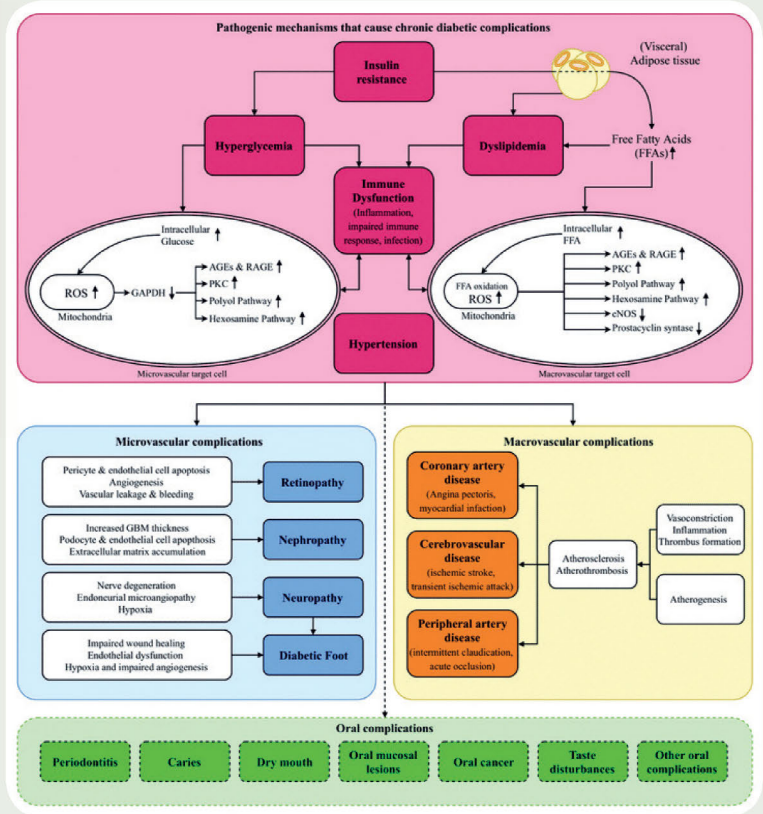 Pathogenic mechanisms that cause chronic diabetic complications
Insulin
resistance
(Visceral)
Adipose tissue
Hyperglycemia
Dyslipidemia
Free Fatty Acids
(FFAs)↑
Immune
Dysfunction
(Inflammation,
impaired immune
response, infection)
Intracellular ↑
Glucose
ROS ↑
Mitochondria
GAPDH ↓
AGEs & RAGE ↑
PKC ↑
Polyol Pathway ↑
Hexosamine Pathway ↑
Microvascular target cell
Intracellular ↑
FFA
FFA oxidation
ROS ↑
Mitochondria
AGEs & RAGE ↑
PKC ↑
Polyol Pathway ↑
Hexosamine Pathway ↑
eNOS ↓
Prostacyclin syntase ↓
Macrovascular target cell
Hypertension
Microvascular complications
Pericyte & endothelial cell apoptosis
Angiogenesis
Vascular leakage & bleeding
Retinopathy
Increased GBM thickness
Podocyte & endothelial cell apopthosis
Extracellular matrix accumulation
Nephropathy
Nerve degeneration
Endoneurial microangiopathy
Hypoxia
Neuropathy
Impaired wound healing
Endothelial dysfunction
Hypoxia and impaired angiogenesis
Diabetic Foot
Macrovascular complications
Coronary artery
disease
(Angina pectoris,
myocardial infaction)
Cerebrovascular
disease
(ischemic stroke,
transient ischemic attack)
Peripheral artery
disease
(intermittent claudication,
acute occlusion)
Atherosclerosis
Atherothrombosis
Vasoconstriction
Inflammation
Thrombus formation
Atherogenesis
Oral complications
Periodontitis
Caries
Dry mouth
Oral mucosal
lesions
Oral cancer
Taste
disturbances
Other oral
complications